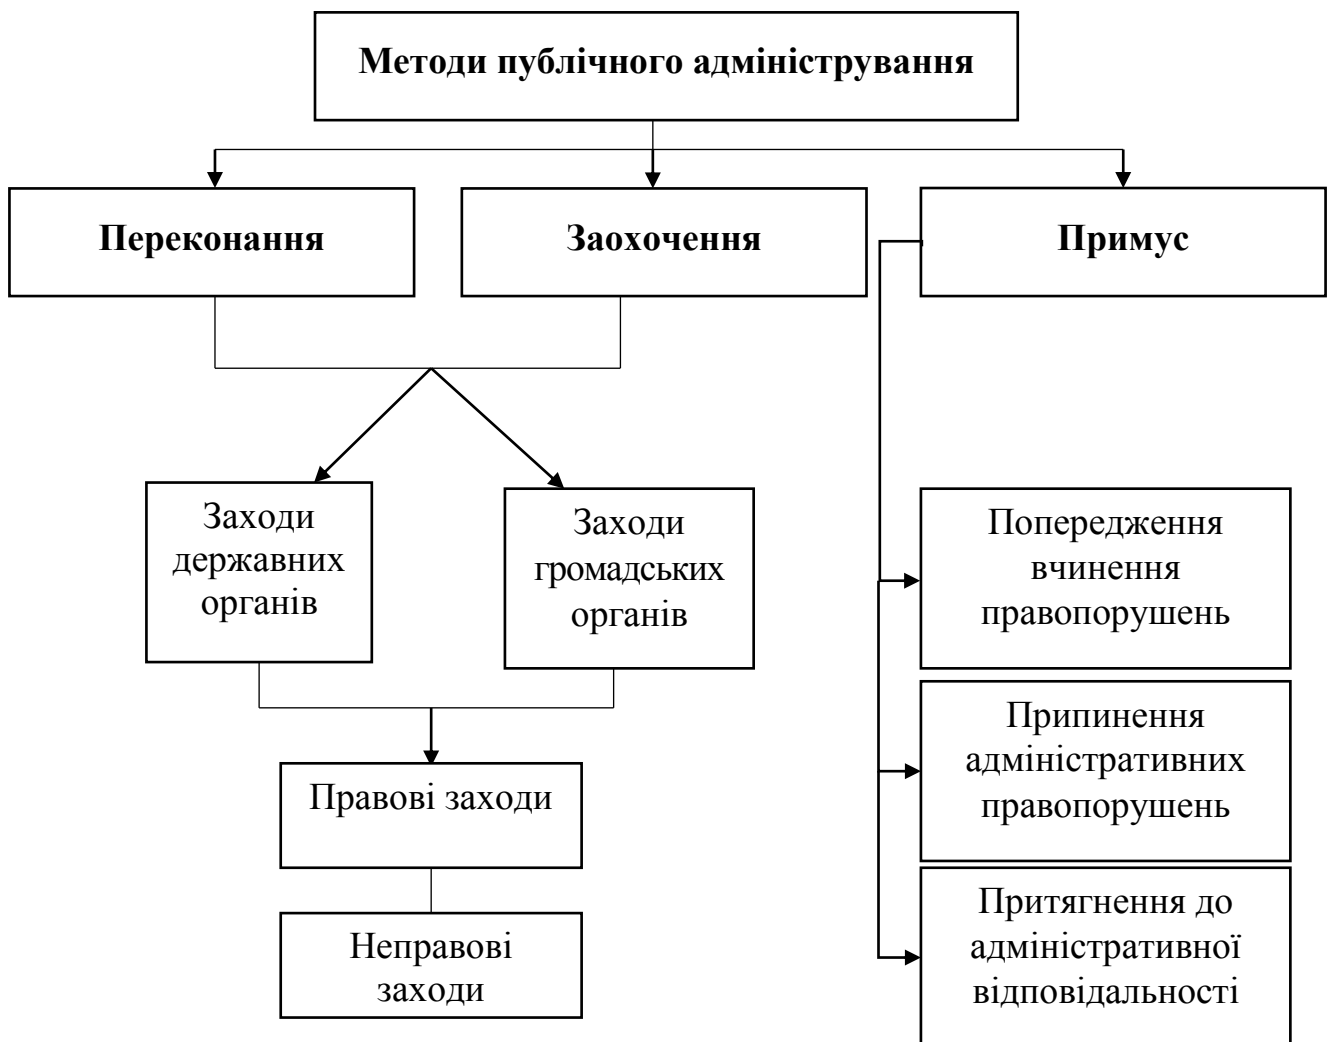 Методи публічного адміністрування
Переконання
Заохочення
Примус
Заходи
державних
органів
Заходи
громадських
органів
Попередження
вчинення
правопорушень
Припинення
адміністративних
правопорушень
Правові заходи
Притягнення до
адміністративної
відповідальності
Неправові
заходи